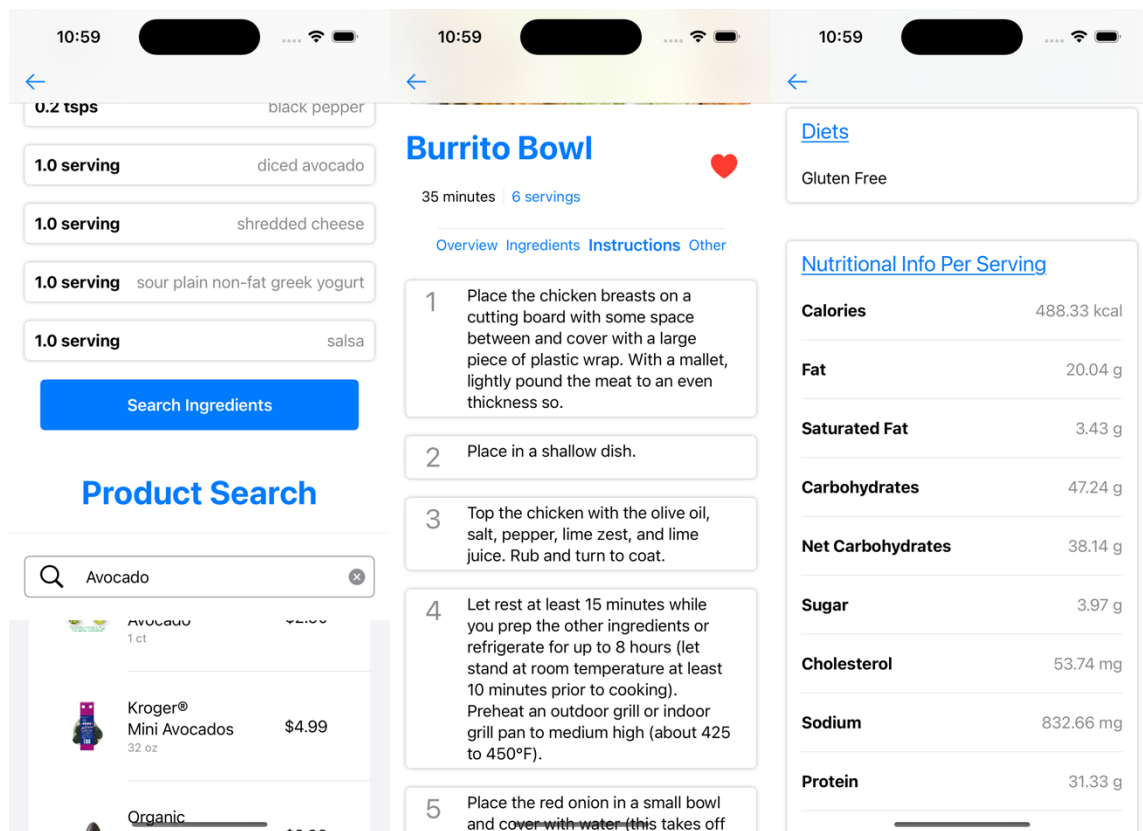 10:59
0.2 tsps black pepper
1.0 serving diced avocado
1.0 serving shredded cheese
1.0 serving sour plain non-fat greek yogurt
1.0 serving salsa
Search Ingredients
Product Search
Avocado
Avocado
1 ct
Kroger®
Mini Avocados $4.99
32 oz
Organic
10:59
Burrito Bowl
35 minutes 6 servings
Overview Ingredients Instructions Other
1 Place the chicken breasts on a
cutting board with some space
between and cover with a large
piece of plastic wrap. With a mallet,
lightly pound the meat to an even
thickness so.
2 Place in a shallow dish.
3 Top the chicken with the olive oil,
salt, pepper, lime zest, and lime
juice. Rub and turn to coat.
4 Let rest at least 15 minutes while
you prep the other ingredients or
refrigerate for up to 8 hours (let
stand at room temperature at least
10 minutes prior to cooking).
Preheat an outdoor grill or indoor
grill pan to medium high (about 425
to 450°F).
5 Place the red onion in a small bowl
and cover with water (this takes off
10:59
Diets
Gluten Free
Nutritional Info Per Serving
Calories 488.33 kcal
Fat 20.04 g
Saturated Fat 3.43 g
Carbohydrates 47.24 g
Net Carbohydrates 38.14 g
Sugar 3.97 g
Cholesterol 53.74 mg
Sodium 832.66 mg
Protein 31.33 g